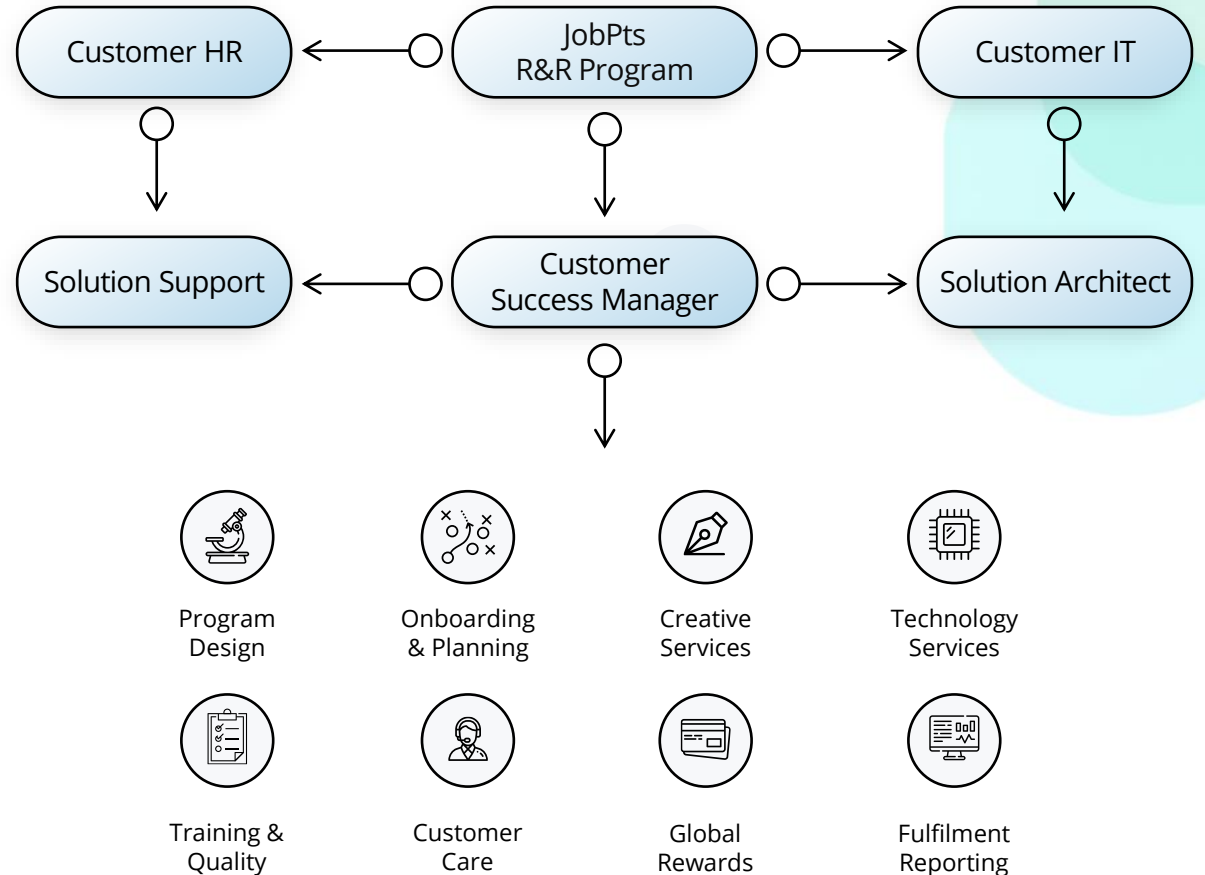 Customer HR
JobPts
R&R Program
Customer IT
Solution Support
Customer
Success Manager
Solution Architect
Program
Design
Onboarding
& Planning
Creative
Services
Technology
Services
Training &
Quality
Customer
Care
Global
Rewards
Fulfilment
Reporting